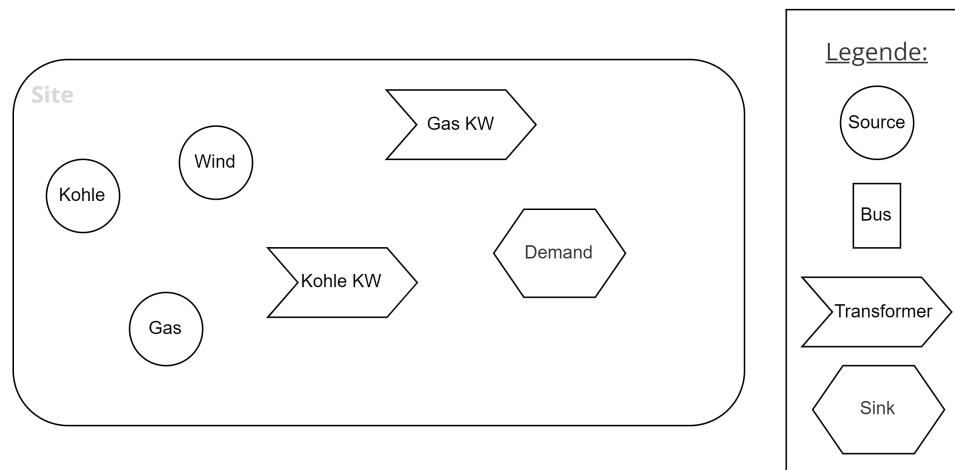 Site
Gas KW
Wind
Kohle
Demand
Kohle KW
Gas
Legende:
Source
Bus
Transformer
Sink